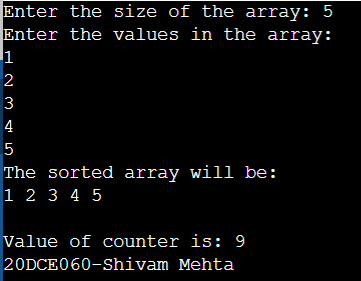 Enter the size of the array: 5
Enter the values in the array:
1
2
3
4
5
The sorted array will be:
1 2 3 4 5
Value of counter is: 9
20DCE060-Shivam Mehta